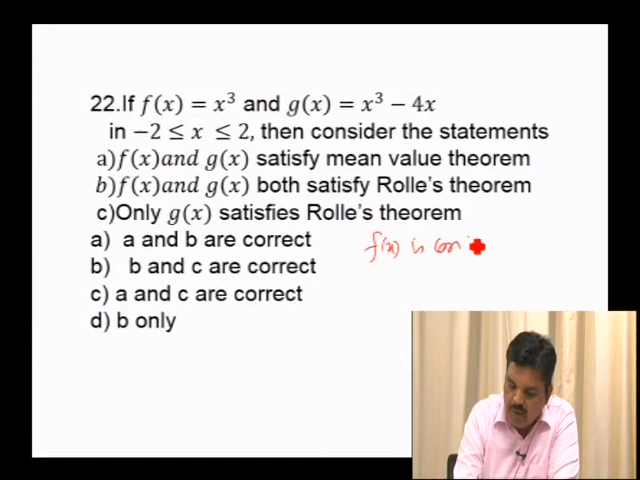 22.If f(x) = x³ and g(x) = x³ − 4x
in −2 ≤ x ≤ 2, then consider the statements
a)f(x)and g(x) satisfy mean value theorem
b)f(x)and g(x) both satisfy Rolle's theorem
c)Only g(x) satisfies Rolle's theorem
a) a and b are correct
f(x) is con
b) b and c are correct
c) a and c are correct
d) b only